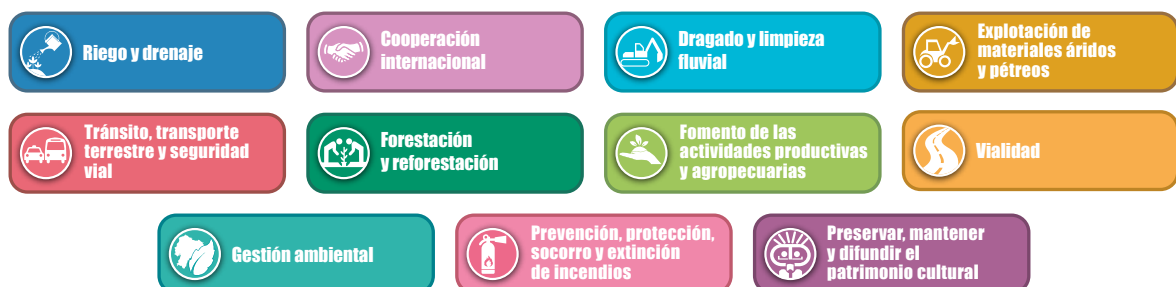 Riego y drenaje
Cooperación
internacional
Dragado y limpieza
fluvial
Explotación de
materiales áridos
y pétreos
Tránsito, transporte
terrestre y seguridad
vial
Forestación
y reforestación
Fomento de las
actividades productivas
y agropecuarias
Vialidad
Gestión ambiental
Prevención, protección,
socorro y extinción
de incendios
Preservar, mantener
y difundir el
patrimonio cultural